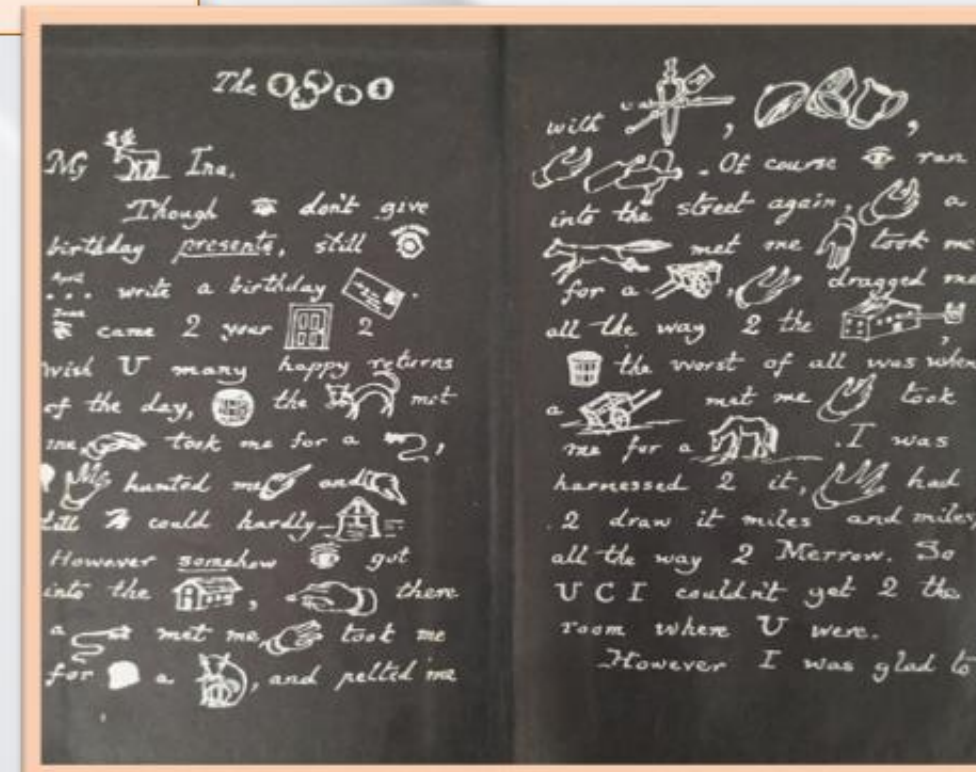 The
My Ina,
Though don't give
birthday presents, still
April
... write a birthday .
June
came 2 your 2
wish U many happy returns
of the day, the met
me, took me for a ,
hunted me and
till could hardly—
However somehow got
into the , there
a met me, took me
for a , and pelted me
with , ,
. Of course ran
into the street again, a
met me took me
for a , dragged me
all the way 2 the ,
the worst of all was when
a met me took
me for a . I was
harnessed 2 it, had
2 draw it miles and miles
all the way 2 Merrow. So
U C I couldn't get 2 the
room where U were.
However I was glad to